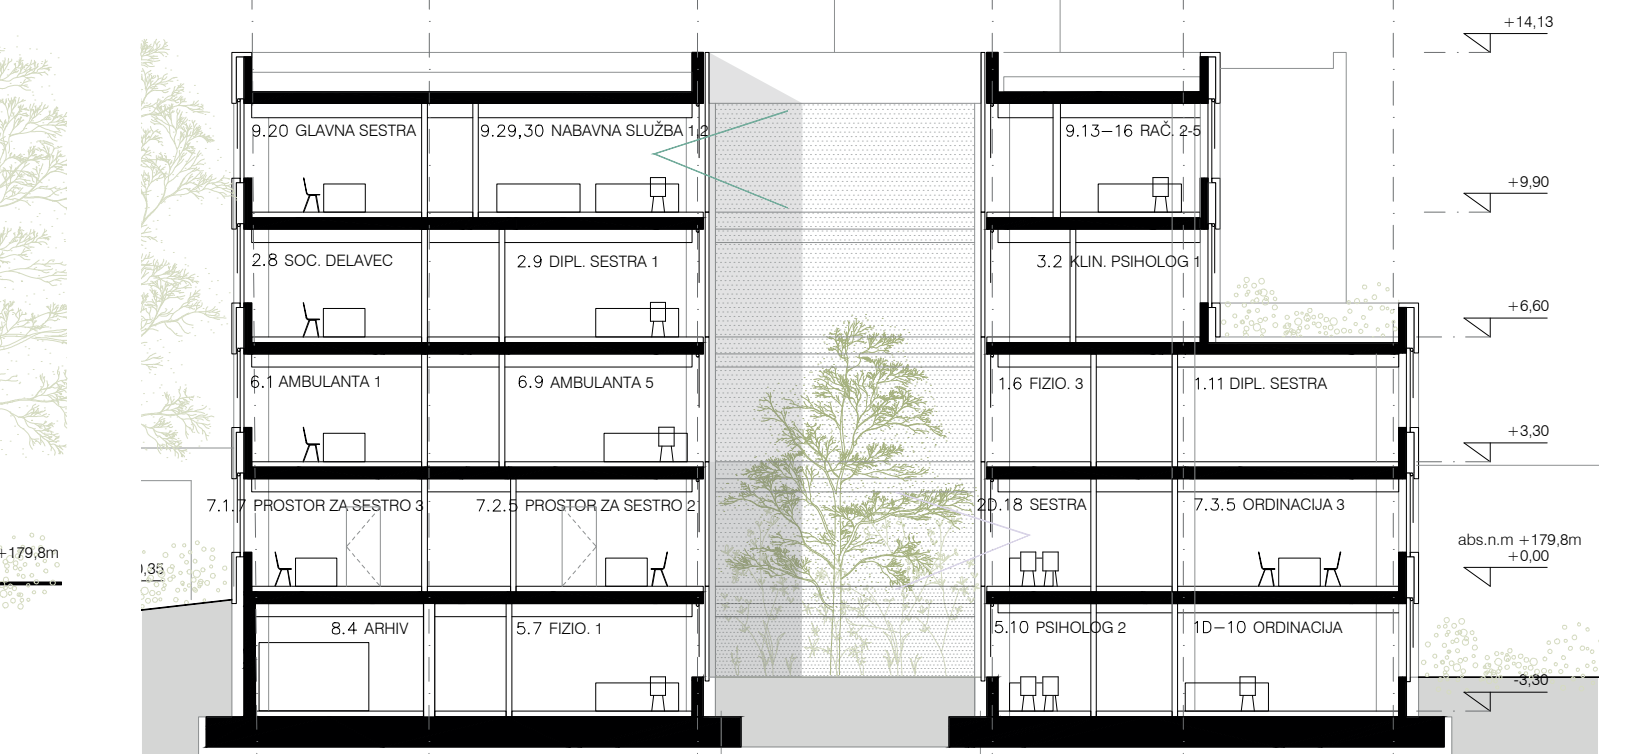 +14,13
9.20 GLAVNA SESTRA
9.29,30 NABAVNA SLUŽBA 1,2
9.13-16 RAČ. 2-5
+9,90
2.8 SOC. DELAVEC
2.9 DIPL. SESTRA 1
3.2 KLIN. PSIHOLOG 1
+6,60
6.1 AMBULANTA 1
6.9 AMBULANTA 5
1.6 FIZIO. 3
1.11 DIPL. SESTRA
+3,30
7.1.7 PROSTOR ZA SESTRO 3
7.2.5 PROSTOR ZA SESTRO 2
2D.18 SESTRA
7.3.5 ORDINACIJA 3
+179,8m
0,35
abs.n.m +179,8m
+0,00
8.4 ARHIV
5.7 FIZIO. 1
5.10 PSIHOLOG 2
1D-10 ORDINACIJA
-3,30